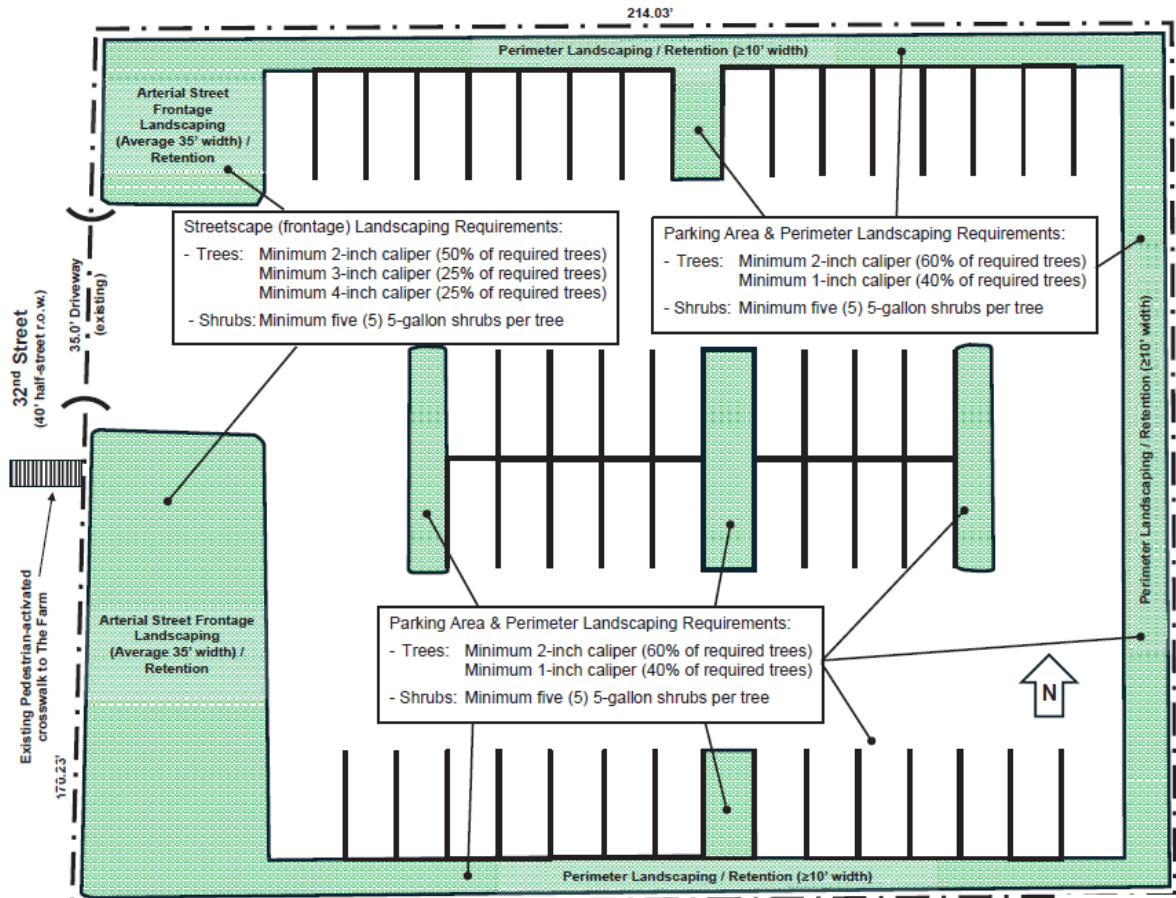 214.03'
Perimeter Landscaping / Retention (≥10' width)
Arterial Street
Frontage
Landscaping
(Average 35' width) /
Retention
Streetscape (frontage) Landscaping Requirements:
- Trees: Minimum 2-inch caliper (50% of required trees)
Minimum 3-inch caliper (25% of required trees)
Minimum 4-inch caliper (25% of required trees)
- Shrubs: Minimum five (5) 5-gallon shrubs per tree
Parking Area & Perimeter Landscaping Requirements:
- Trees: Minimum 2-inch caliper (60% of required trees)
Minimum 1-inch caliper (40% of required trees)
- Shrubs: Minimum five (5) 5-gallon shrubs per tree
32nd Street
(40' half-street r.o.w.)
35.0' Driveway
(existing)
Perimeter Landscaping / Retention (≥10' width)
Existing Pedestrian-activated
crosswalk to The Farm
170.23'
Arterial Street Frontage
Landscaping
(Average 35' width) /
Retention
Parking Area & Perimeter Landscaping Requirements:
- Trees: Minimum 2-inch caliper (60% of required trees)
Minimum 1-inch caliper (40% of required trees)
- Shrubs: Minimum five (5) 5-gallon shrubs per tree
N
Perimeter Landscaping / Retention (≥10' width)